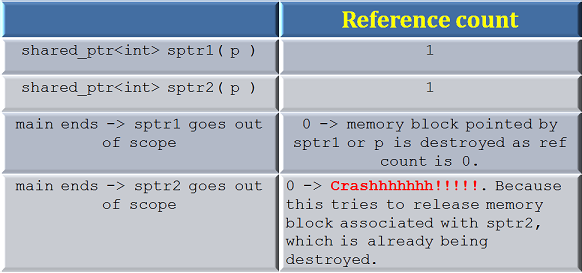 Reference count
shared_ptr<int> sptr1( p )
1
shared_ptr<int> sptr2( p )
1
main ends -> sptr1 goes out
of scope
0 -> memory block pointed by
sptr1 or p is destroyed as ref
count is 0.
main ends -> sptr2 goes out
of scope
0 -> Crashhhhhhh!!!!!. Because
this tries to release memory
block associated with sptr2,
which is already being
destroyed.